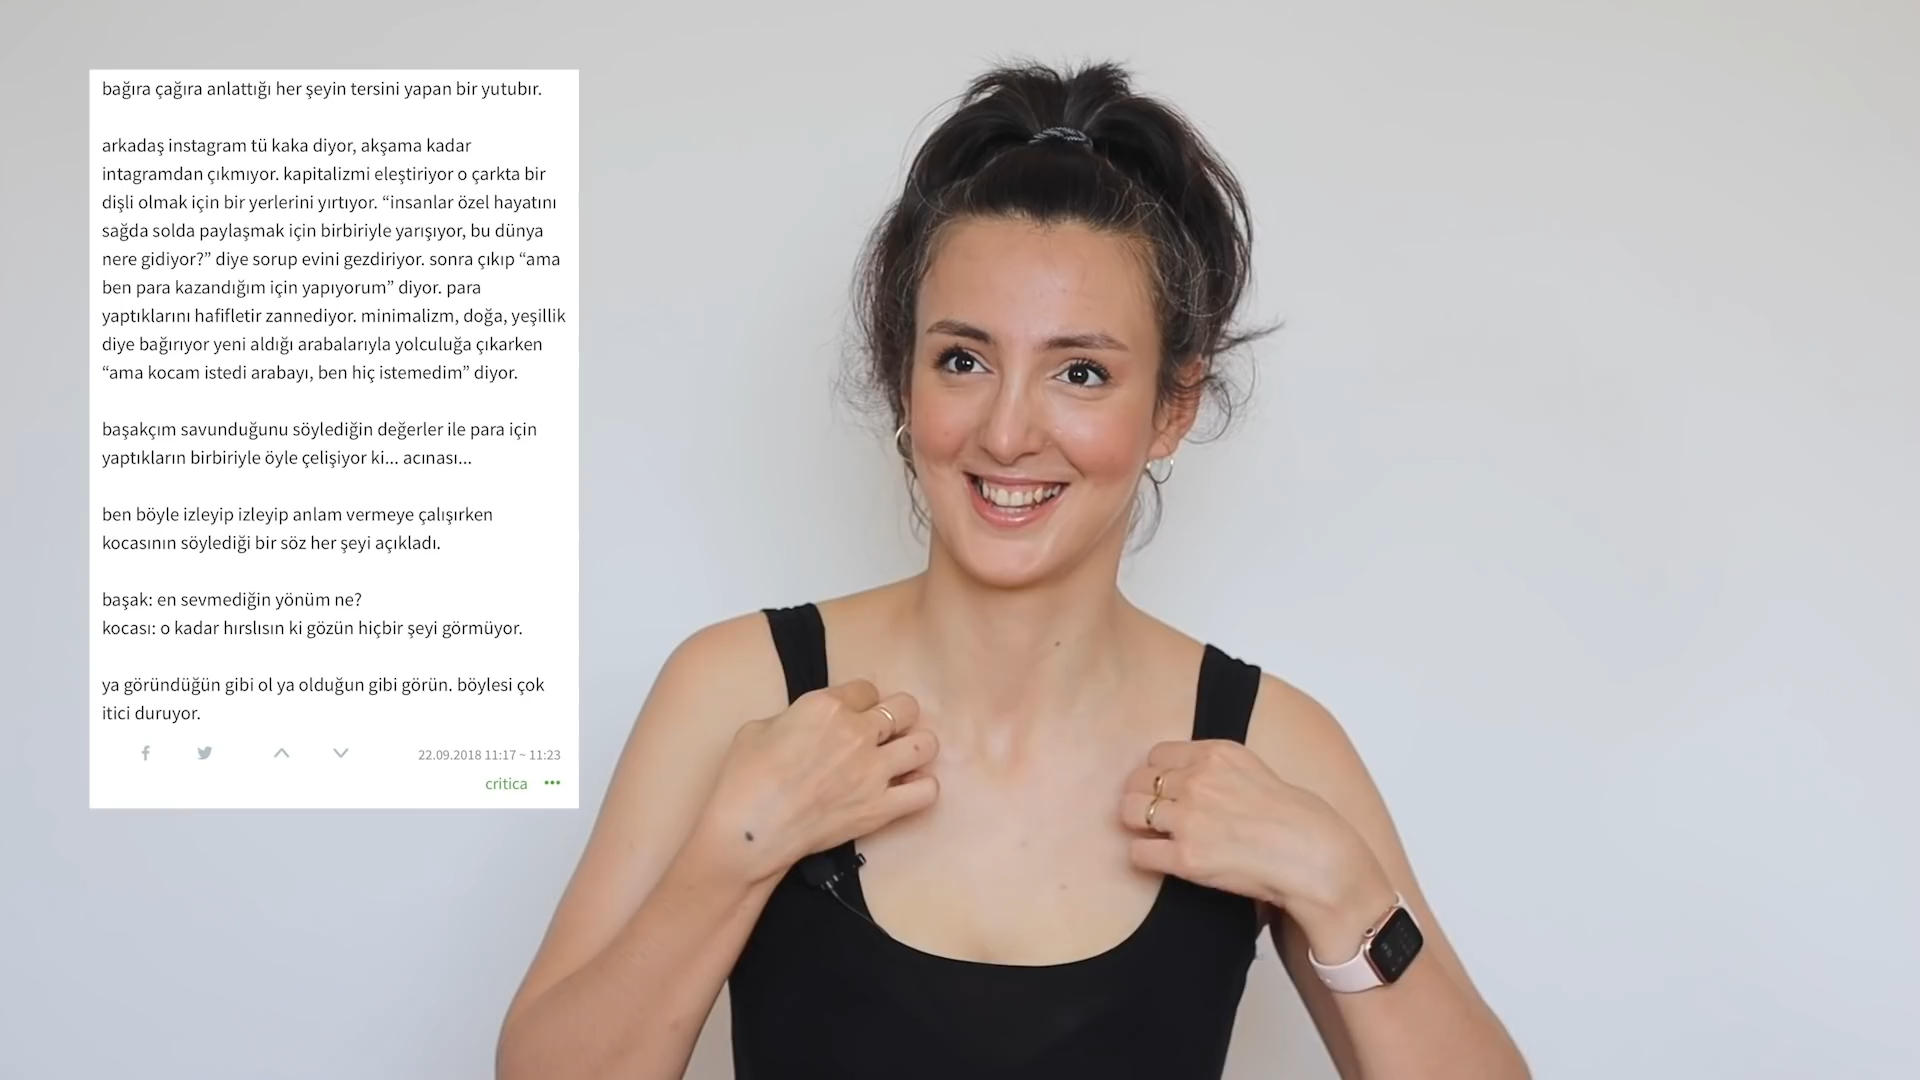 bağıra çağıra anlattığı her şeyin tersini yapan bir yutubır.
arkadaş instagram tü kaka diyor, akşama kadar
intagramdan çıkmıyor. kapitalizmi eleştiriyor o çarkta bir
dişli olmak için bir yerlerini yırtıyor. “insanlar özel hayatını
sağda solda paylaşmak için birbiriyle yarışıyor, bu dünya
nere gidiyor?” diye sorup evini gezdiriyor. sonra çıkıp “ama
ben para kazandığım için yapıyorum” diyor. para
yaptıklarını hafifletir zannediyor. minimalizm, doğa, yeşillik
diye bağırıyor yeni aldığı arabalarıyla yolculuğa çıkarken
“ama kocam istedi arabayı, ben hiç istemedim” diyor.
başakçım savunduğunu söylediğin değerler ile para için
yaptıkların birbiriyle öyle çelişiyor ki... acınası...
ben böyle izleyip izleyip anlam vermeye çalışırken
kocasının söylediği bir söz her şeyi açıkladı.
başak: en sevmediğin yönüm ne?
kocası: o kadar hırslısın ki gözün hiçbir şeyi görmüyor.
ya göründüğün gibi ol ya olduğun gibi görün. böylesi çok
itici duruyor.
22.09.2018 11:17 ~ 11:23
critica